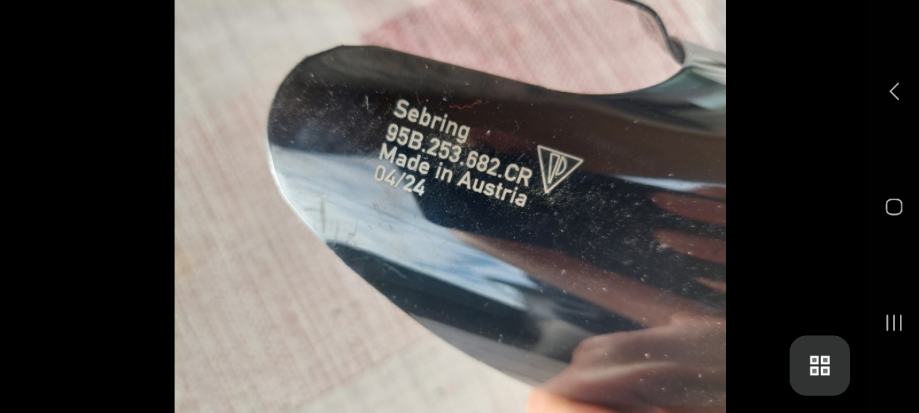 Sebring
95B.253.682.CR
Made in Austria
04/24